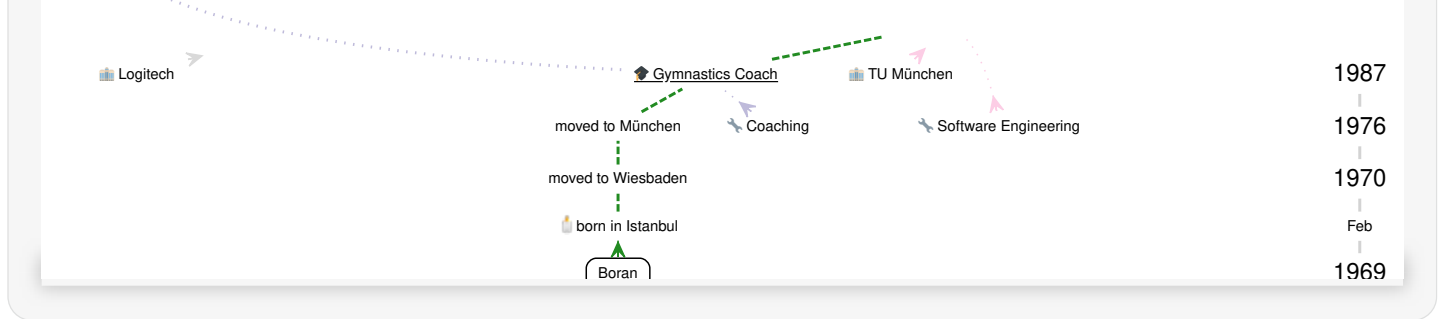 Logitech
Gymnastics Coach
TU München
1987
moved to München
Coaching
Software Engineering
1976
moved to Wiesbaden
1970
born in Istanbul
Feb
Boran
1969